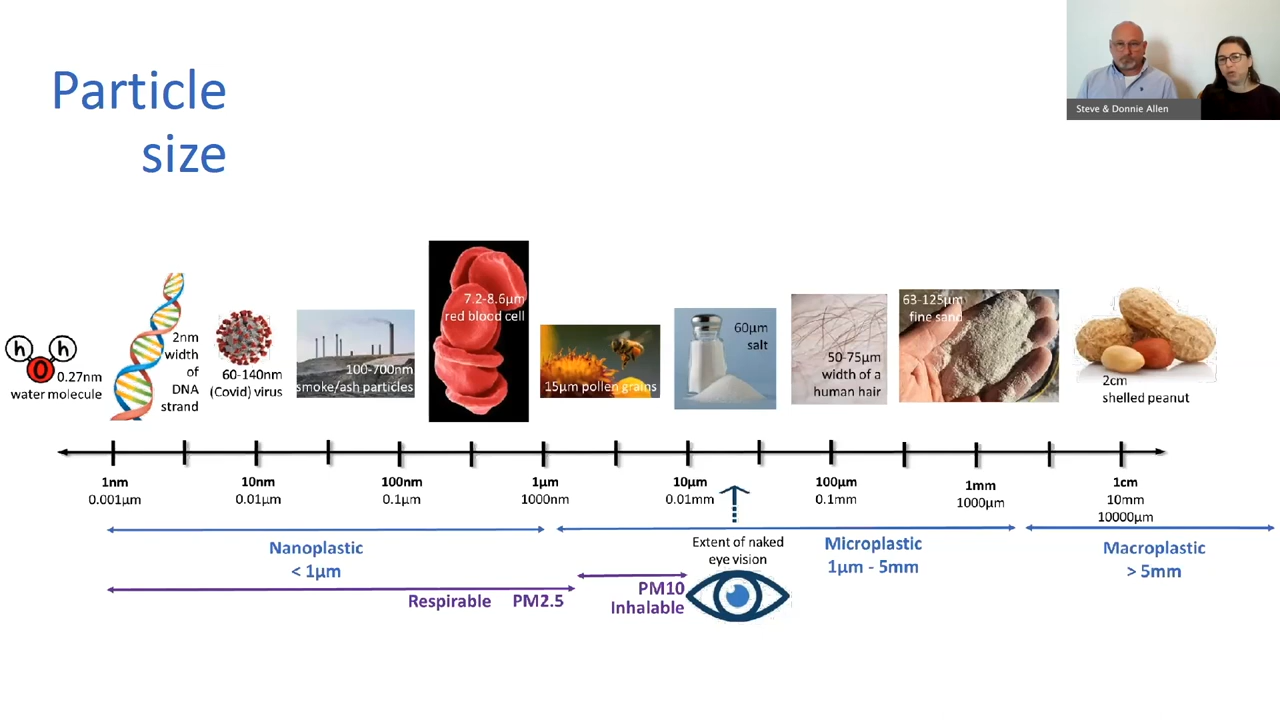 Particle
size
Steve & Donnie Allen
h h
O
0.27nm
water molecule
2nm
width
of
DNA
strand
60-140nm
(Covid) virus
100-700nm
smoke/ash particles
7.2-8.6µm
red blood cell
15µm pollen grains
60µm
salt
50-75µm
width of a
human hair
63-125µm
fine sand
2cm
shelled peanut
1nm
0.001µm
10nm
0.01µm
100nm
0.1µm
1µm
1000nm
10µm
0.01mm
100µm
0.1mm
1mm
1000µm
1cm
10mm
10000µm
Nanoplastic
< 1µm
Extent of naked
eye vision
Microplastic
1µm - 5mm
Macroplastic
> 5mm
Respirable PM2.5
PM10
Inhalable